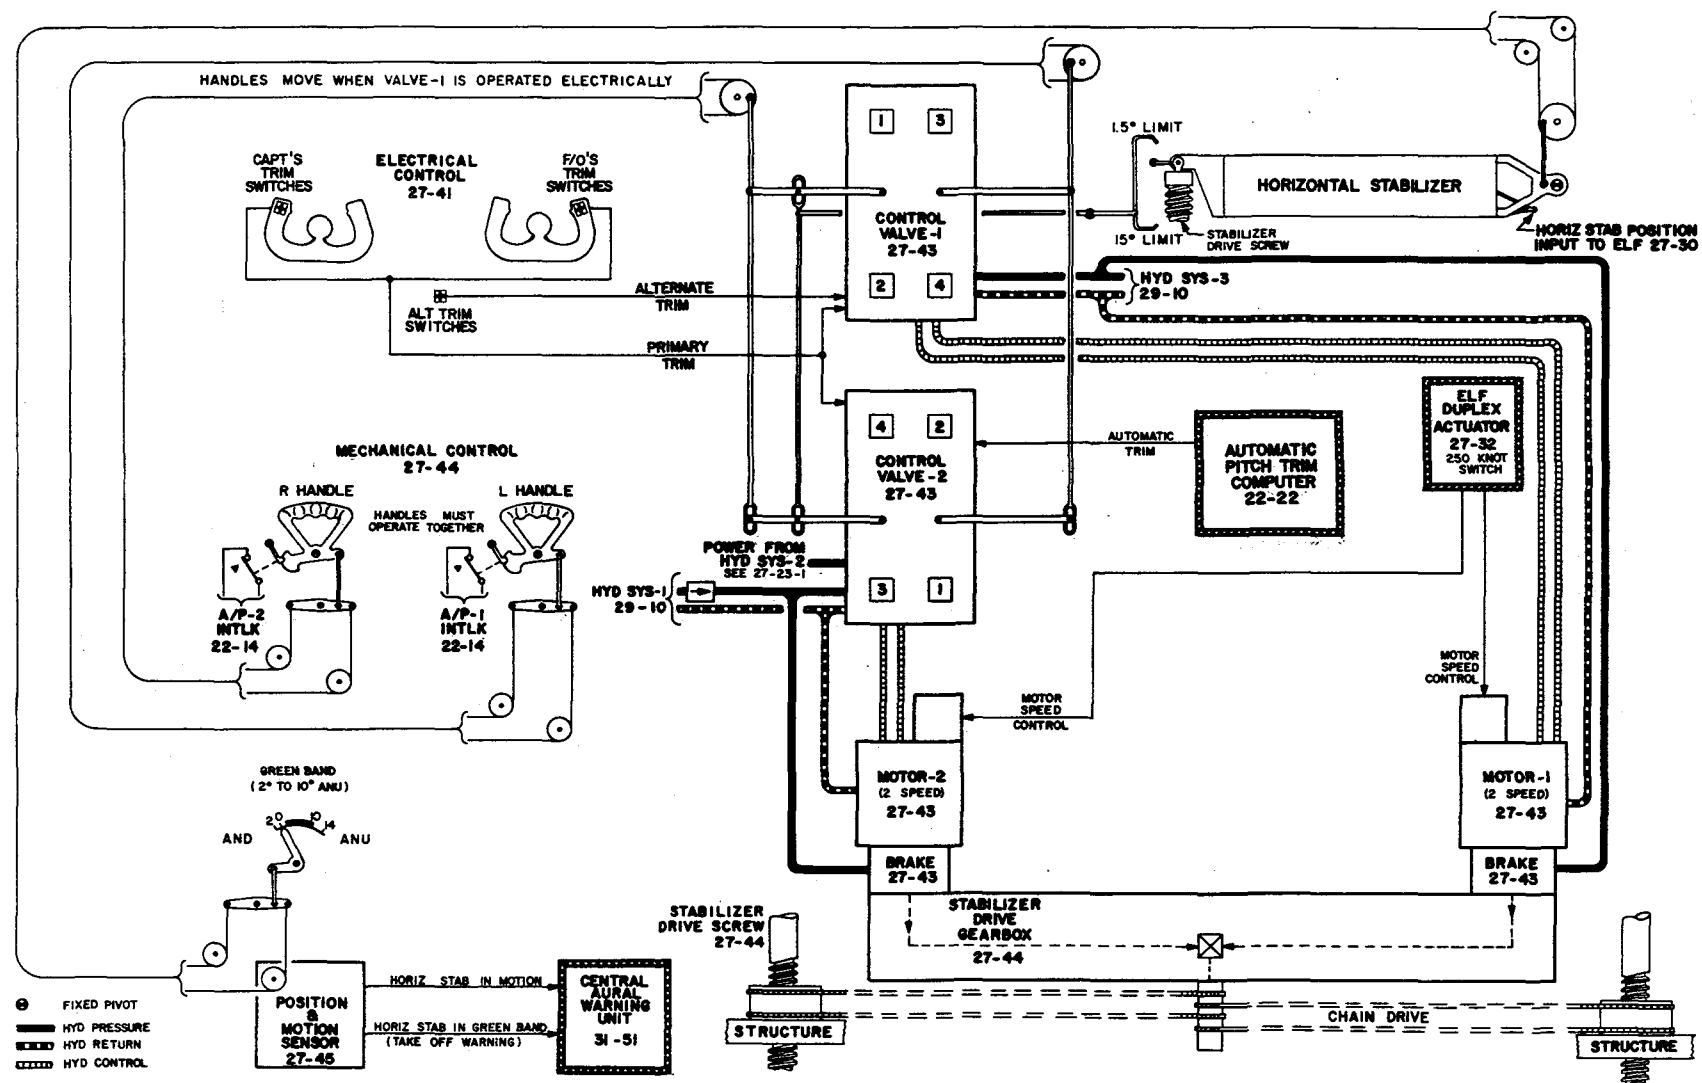 HANDLES MOVE WHEN VALVE-1 IS OPERATED ELECTRICALLY
CAPT'S
TRIM
SWITCHES
ELECTRICAL
CONTROL
27-41
F/O'S
TRIM
SWITCHES
ALT TRIM
SWITCHES
ALTERNATE
TRIM
PRIMARY
TRIM
1
3
CONTROL
VALVE-1
27-43
2
4
1.5° LIMIT
15° LIMIT
HORIZONTAL STABILIZER
STABILIZER
DRIVE SCREW
HORIZ STAB POSITION
INPUT TO ELF 27-30
HYD SYS-3
29-10
4
2
CONTROL
VALVE-2
27-43
3
1
AUTOMATIC
TRIM
AUTOMATIC
PITCH TRIM
COMPUTER
22-22
ELF
DUPLEX
ACTUATOR
27-32
250 KNOT
SWITCH
MECHANICAL CONTROL
27-44
R HANDLE
L HANDLE
HANDLES MUST
OPERATE TOGETHER
A/P-2
INTLK
22-14
A/P-1
INTLK
22-14
POWER FROM
HYD SYS-2
SEE 27-23-1
HYD SYS-1
29-10
MOTOR
SPEED
CONTROL
MOTOR
SPEED
CONTROL
MOTOR-2
(2 SPEED)
27-43
BRAKE
27-43
MOTOR-1
(2 SPEED)
27-43
BRAKE
27-43
GREEN BAND
(2° TO 10° ANU)
2
0
10
14
AND
ANU
STABILIZER
DRIVE SCREW
27-44
STABILIZER
DRIVE
GEARBOX
27-44
HORIZ STAB IN MOTION
HORIZ STAB IN GREEN BAND
(TAKE OFF WARNING)
POSITION
&
MOTION
SENSOR
27-45
CENTRAL
AURAL
WARNING
UNIT
31-51
STRUCTURE
CHAIN DRIVE
STRUCTURE
FIXED PIVOT
HYD PRESSURE
HYD RETURN
HYD CONTROL